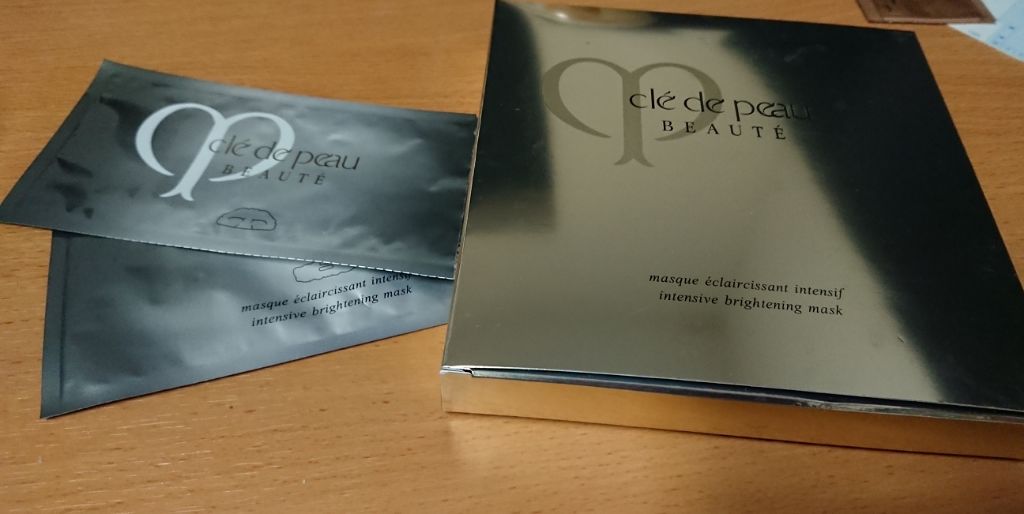 clé de peau
BEAUTÉ
masque éclaircissant intensif
intensive brightening mask
clé de peau
BEAUTÉ
masque éclaircissant intensif
intensive brightening mask